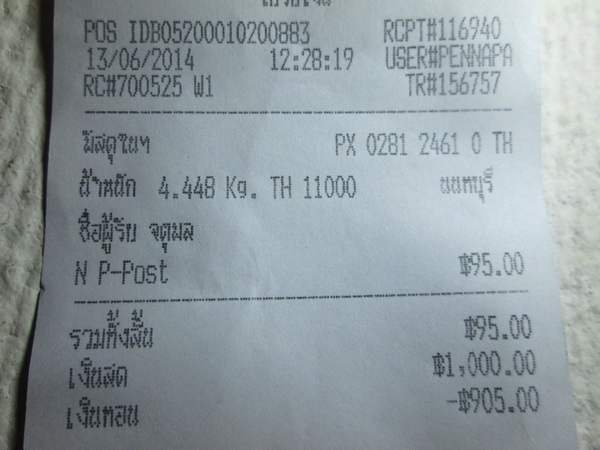 POS IDB05200010200883 RCPT#116940
13/06/2014 12:28:19 USER#PENNAPA
RC#700525 W1 TR#156757
พัสดุในฯ PX 0281 2461 0 TH
น้ำหนัก 4.448 Kg. TH 11000 นนทบุรี
ชื่อผู้รับ จตุมล
N P-Post ฿95.00
รวมทั้งสิ้น ฿95.00
เงินสด ฿1,000.00
เงินทอน -฿905.00